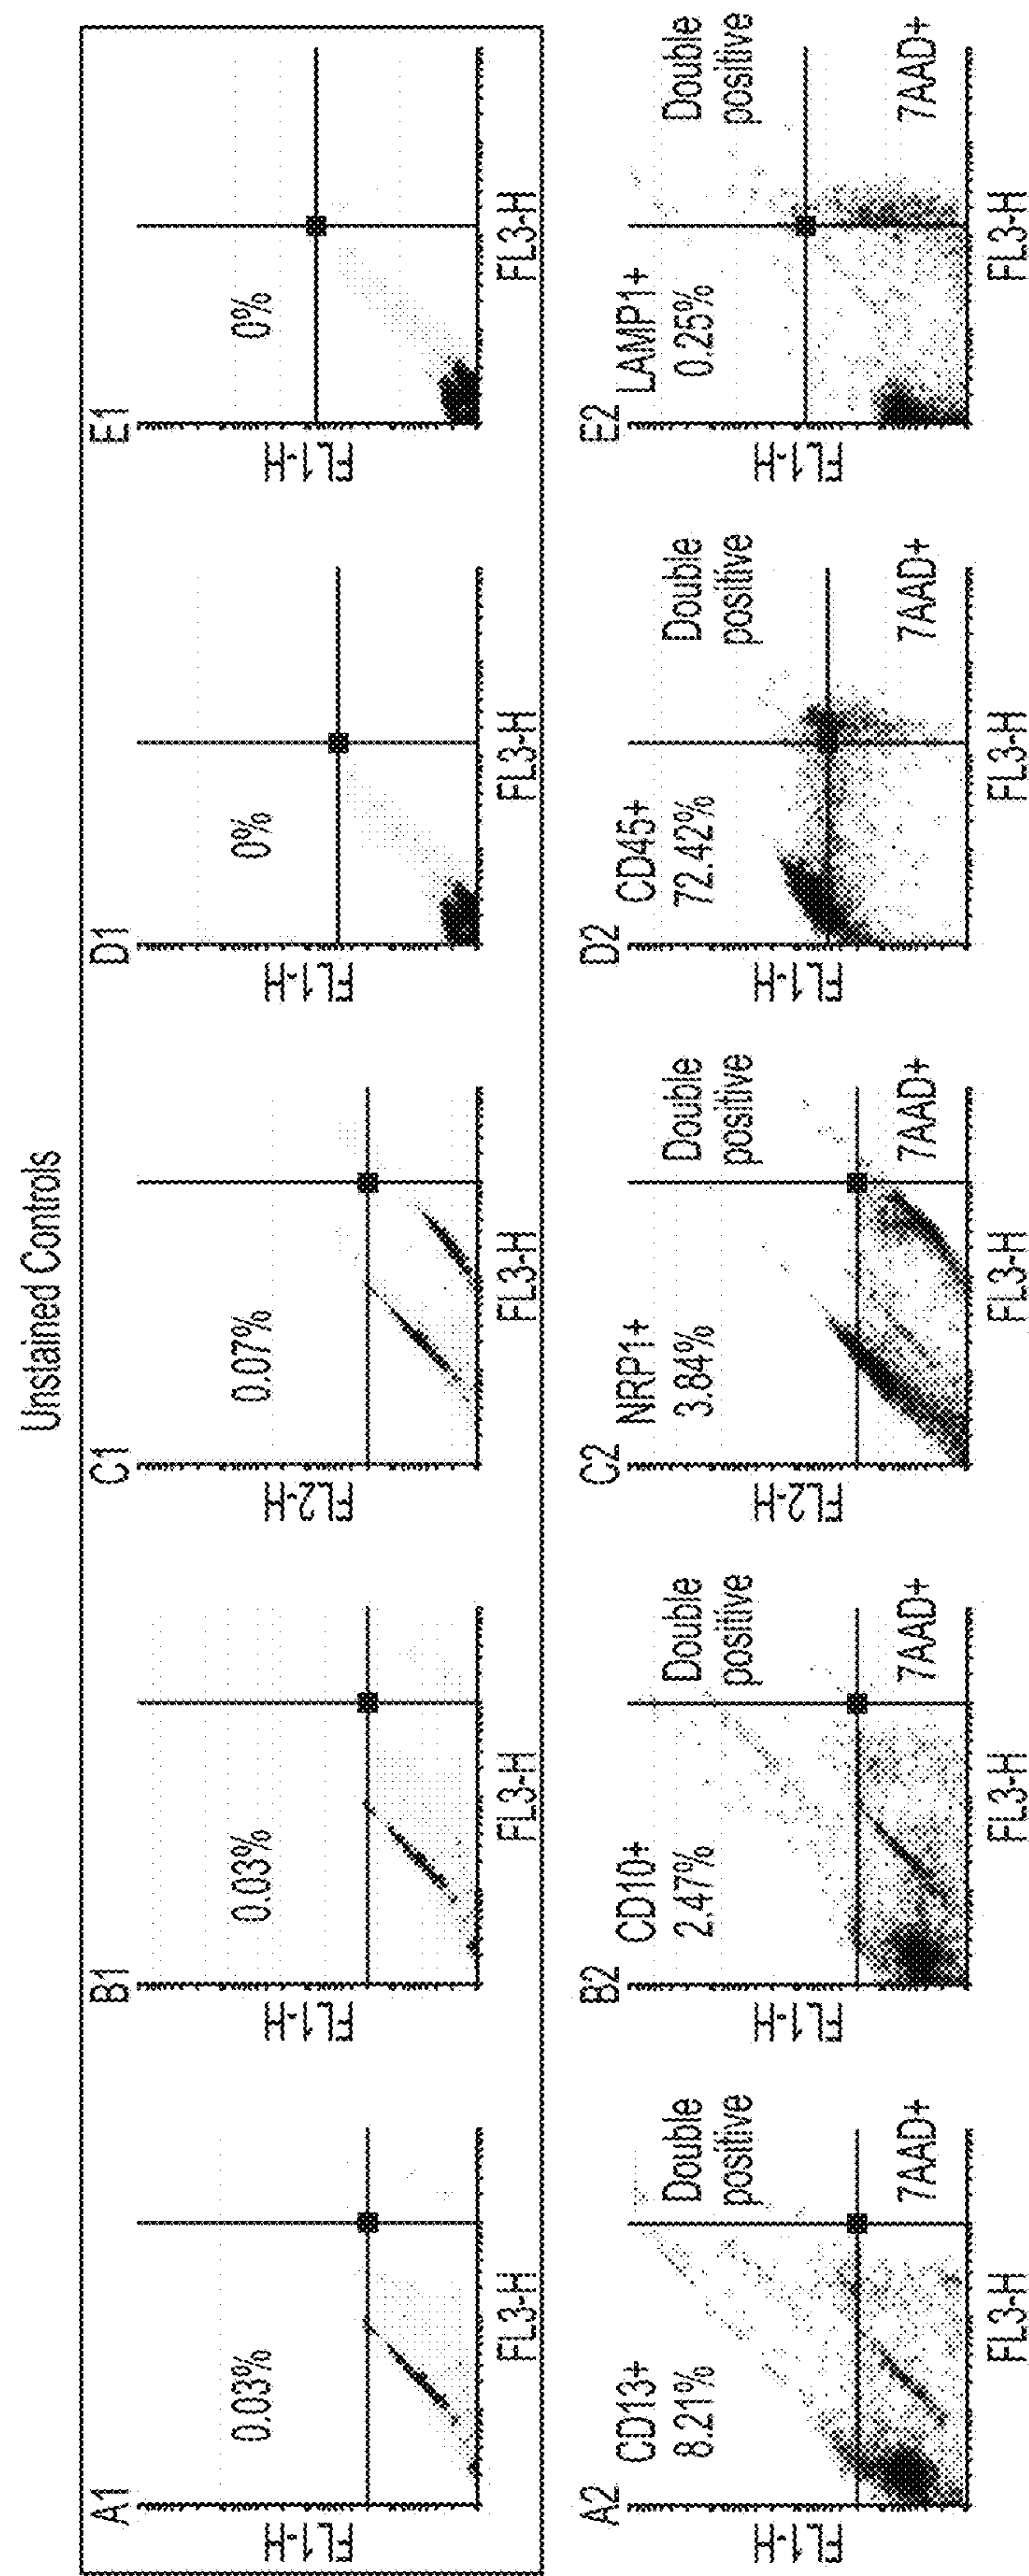 Unstained Controls
A1
0.03%
FL1-H
FL3-H
B1
0.03%
FL1-H
FL3-H
C1
0.07%
FL2-H
FL3-H
D1
0%
FL1-H
FL3-H
E1
0%
FL1-H
FL3-H
A2
CD13+
8.21%
Double
positive
7AAD+
FL1-H
FL3-H
B2
CD10+
2.47%
Double
positive
7AAD+
FL1-H
FL3-H
C2
NRP1+
3.84%
Double
positive
7AAD+
FL2-H
FL3-H
D2
CD45+
72.42%
Double
positive
7AAD+
FL1-H
FL3-H
E2
LAMP1+
0.25%
Double
positive
7AAD+
FL1-H
FL3-H